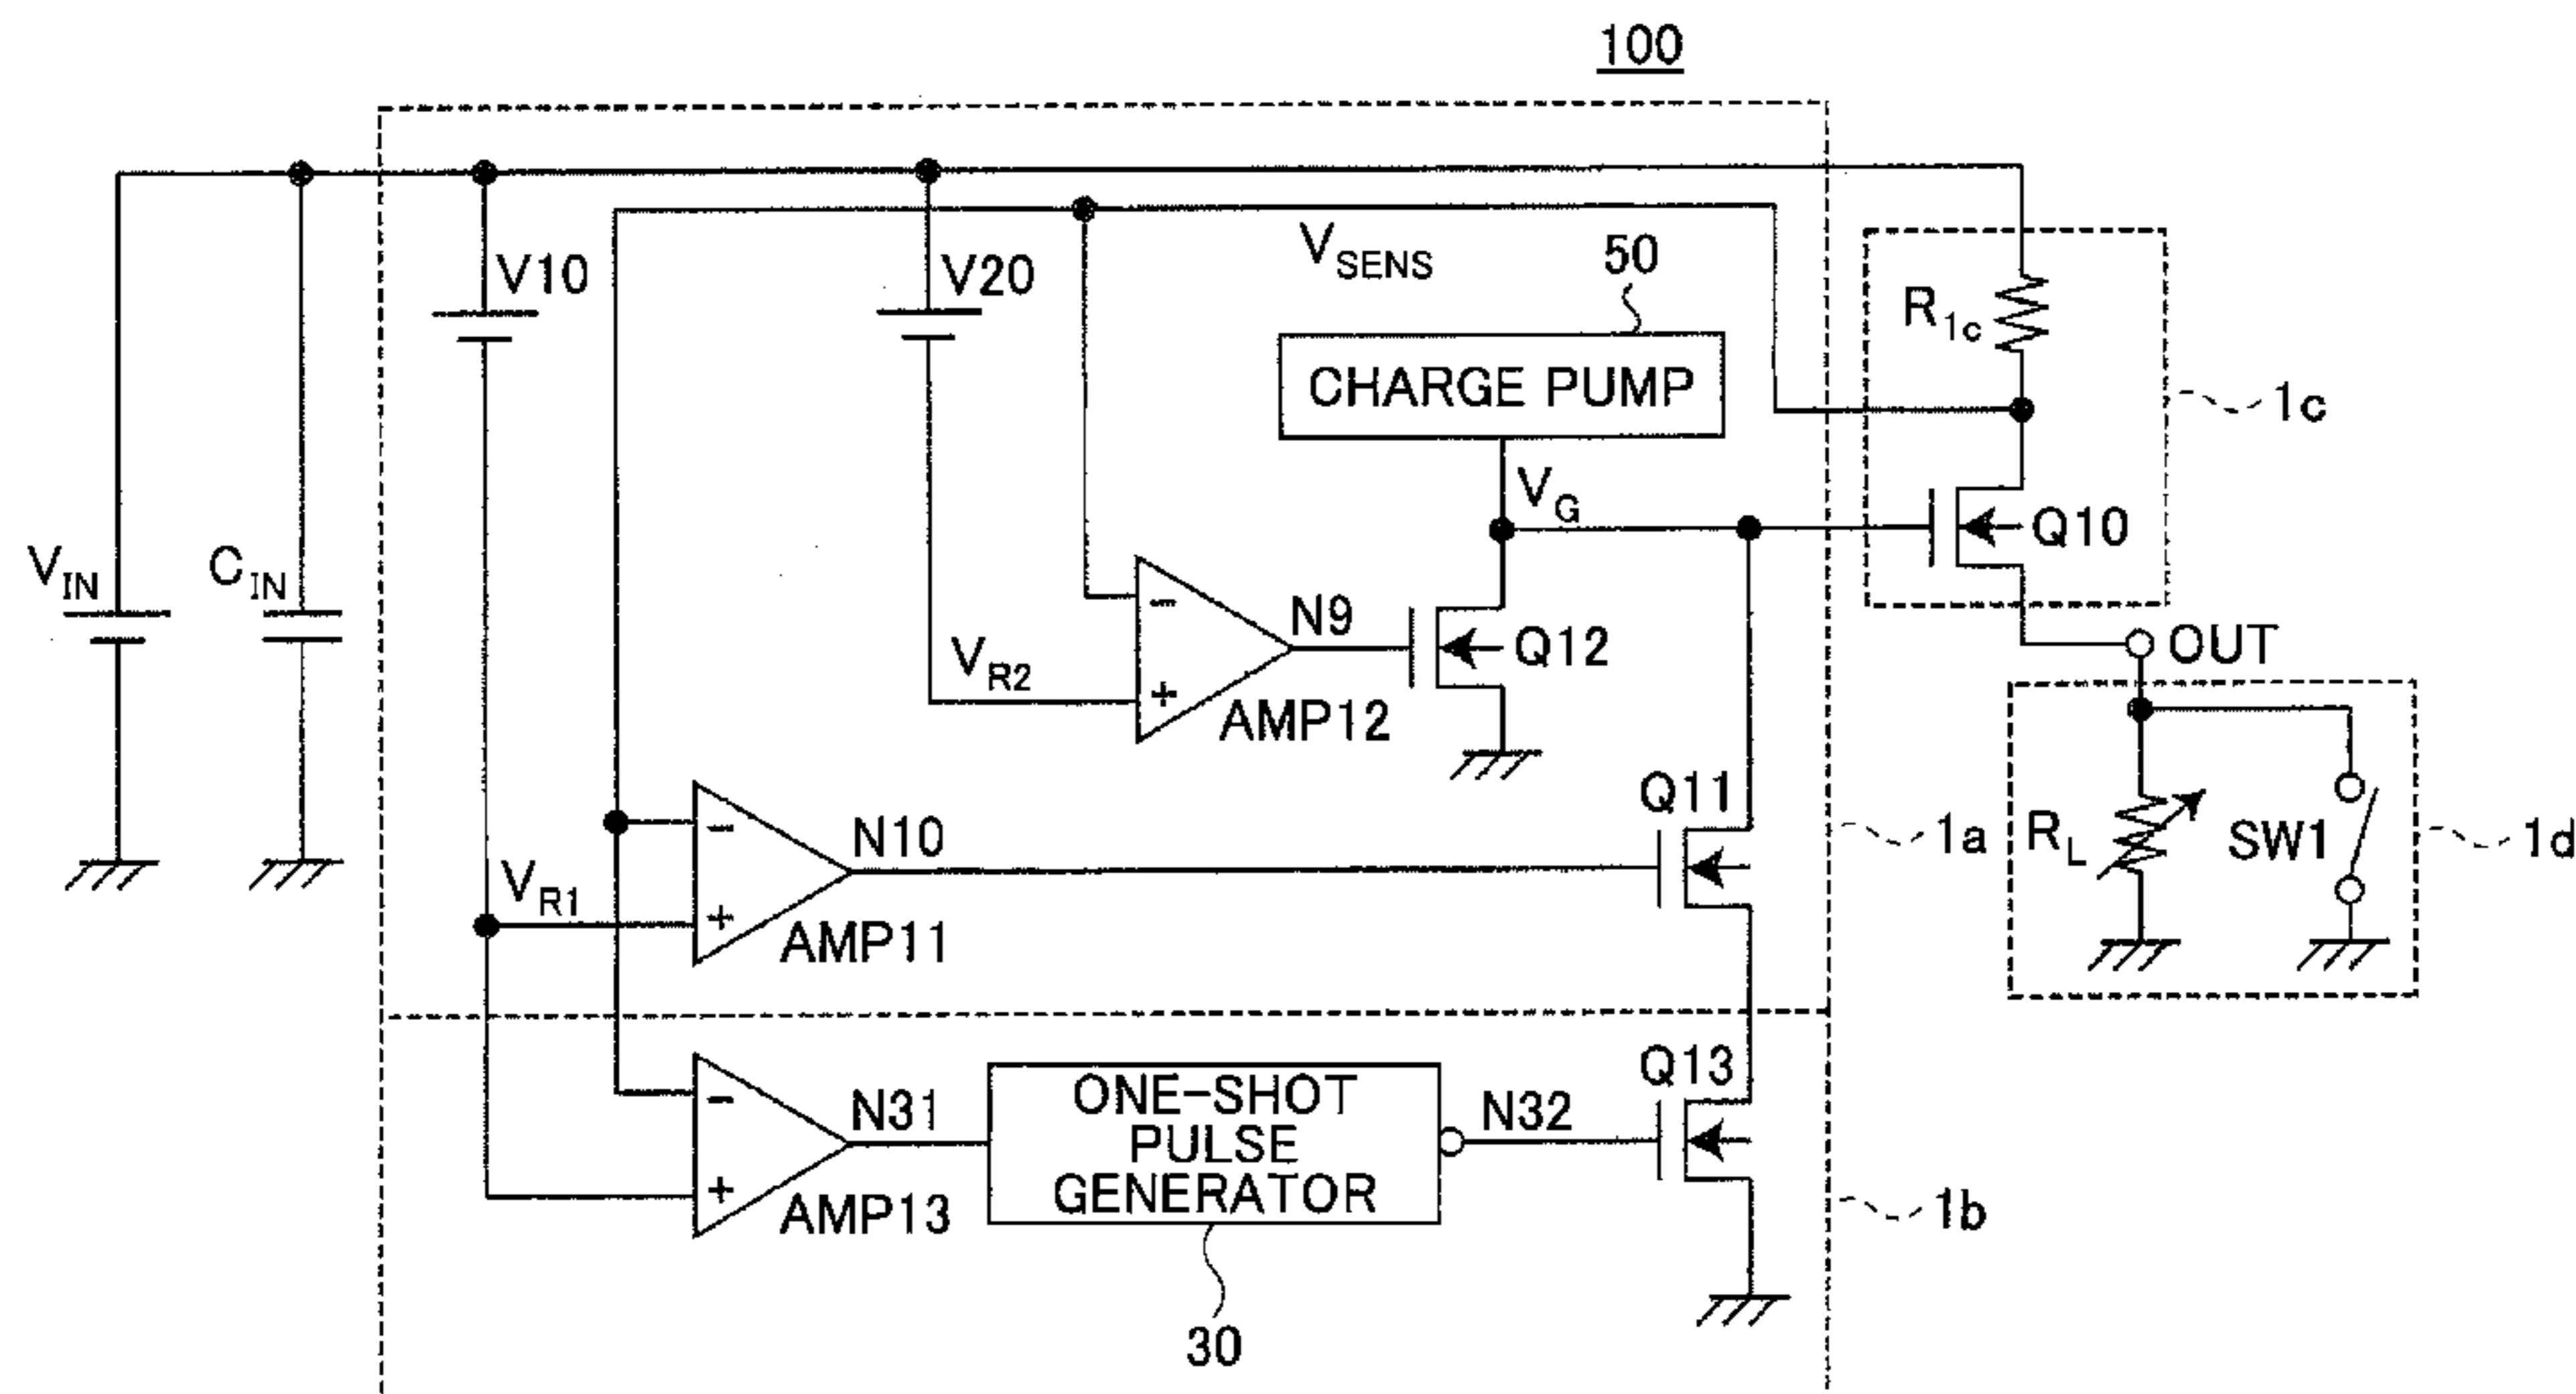 100
V10
V20
VSENS
50
CHARGE PUMP
R1c
1c
VG
Q10
VIN
CIN
N9
Q12
OUT
VR2
AMP12
Q11
1a
RL
SW1
1d
N10
VR1
AMP11
Q13
N31
ONE-SHOT
PULSE
GENERATOR
N32
AMP13
1b
30